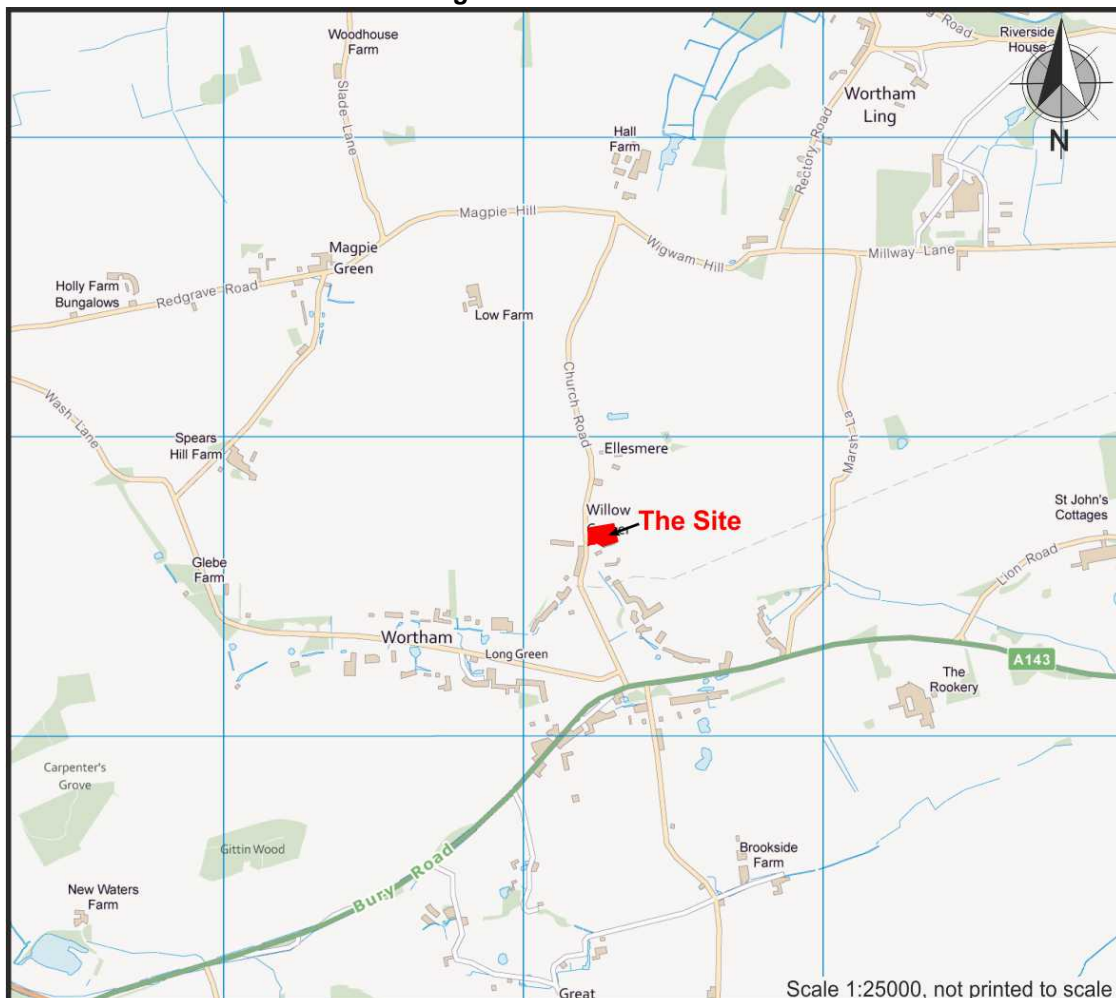 Woodhouse
Farm
Slade Lane
Riverside
House
Road
Wortham
Ling
N
Hall
Farm
Rectory Road
Magpie Hill
Wigwam Hill
Millway Lane
Magpie
Green
Holly Farm
Bungalows
Redgrave Road
Low Farm
Church Road
Wash Lane
Marsh La
Spears
Hill Farm
Ellesmere
Willow
The Site
St John's
Cottages
Lion Road
Glebe
Farm
Wortham
Long Green
A143
The
Rookery
Carpenter's
Grove
Gittin Wood
Brookside
Farm
New Waters
Farm
Bury Road
Great
Scale 1:25000, not printed to scale